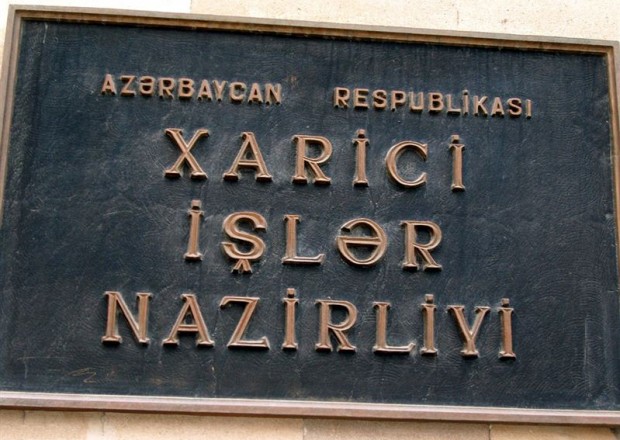 AZƏRBAYCAN RESPUBLİKASI
XARİCİ
İŞLƏR
NAZİRLİYİ